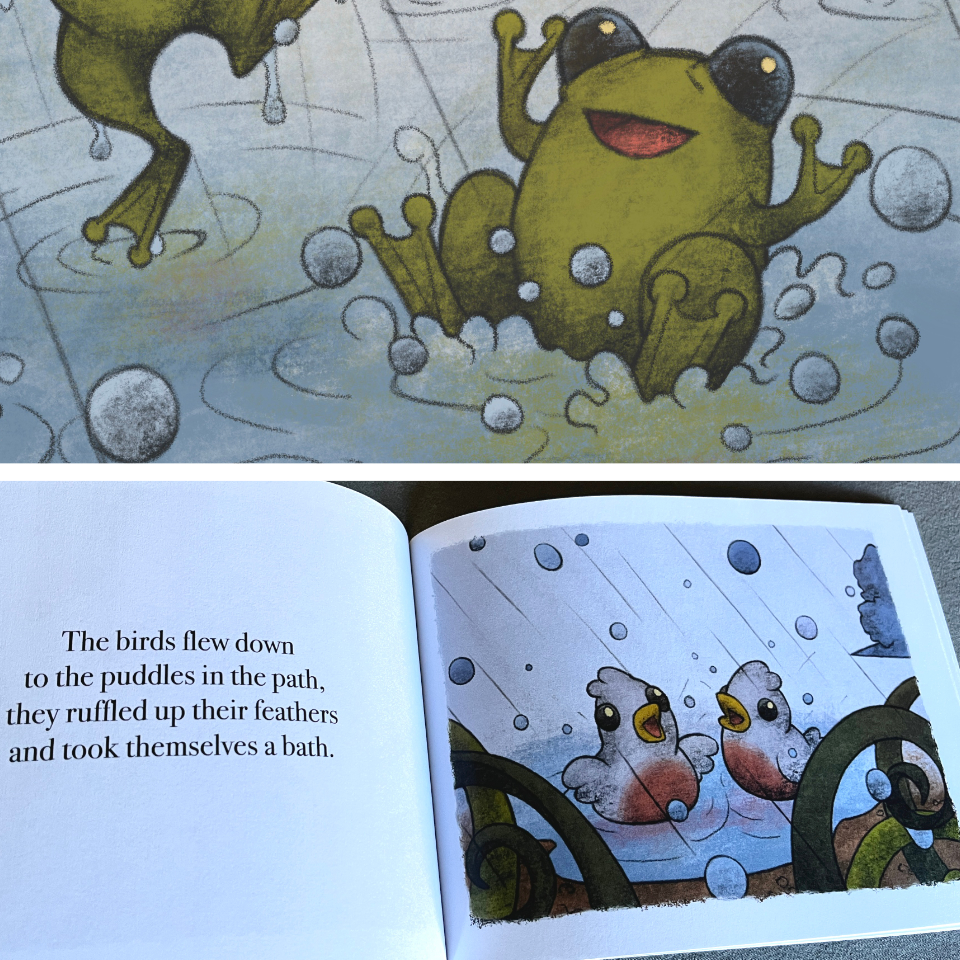 The birds flew down
to the puddles in the path,
they ruffled up their feathers
and took themselves a bath.